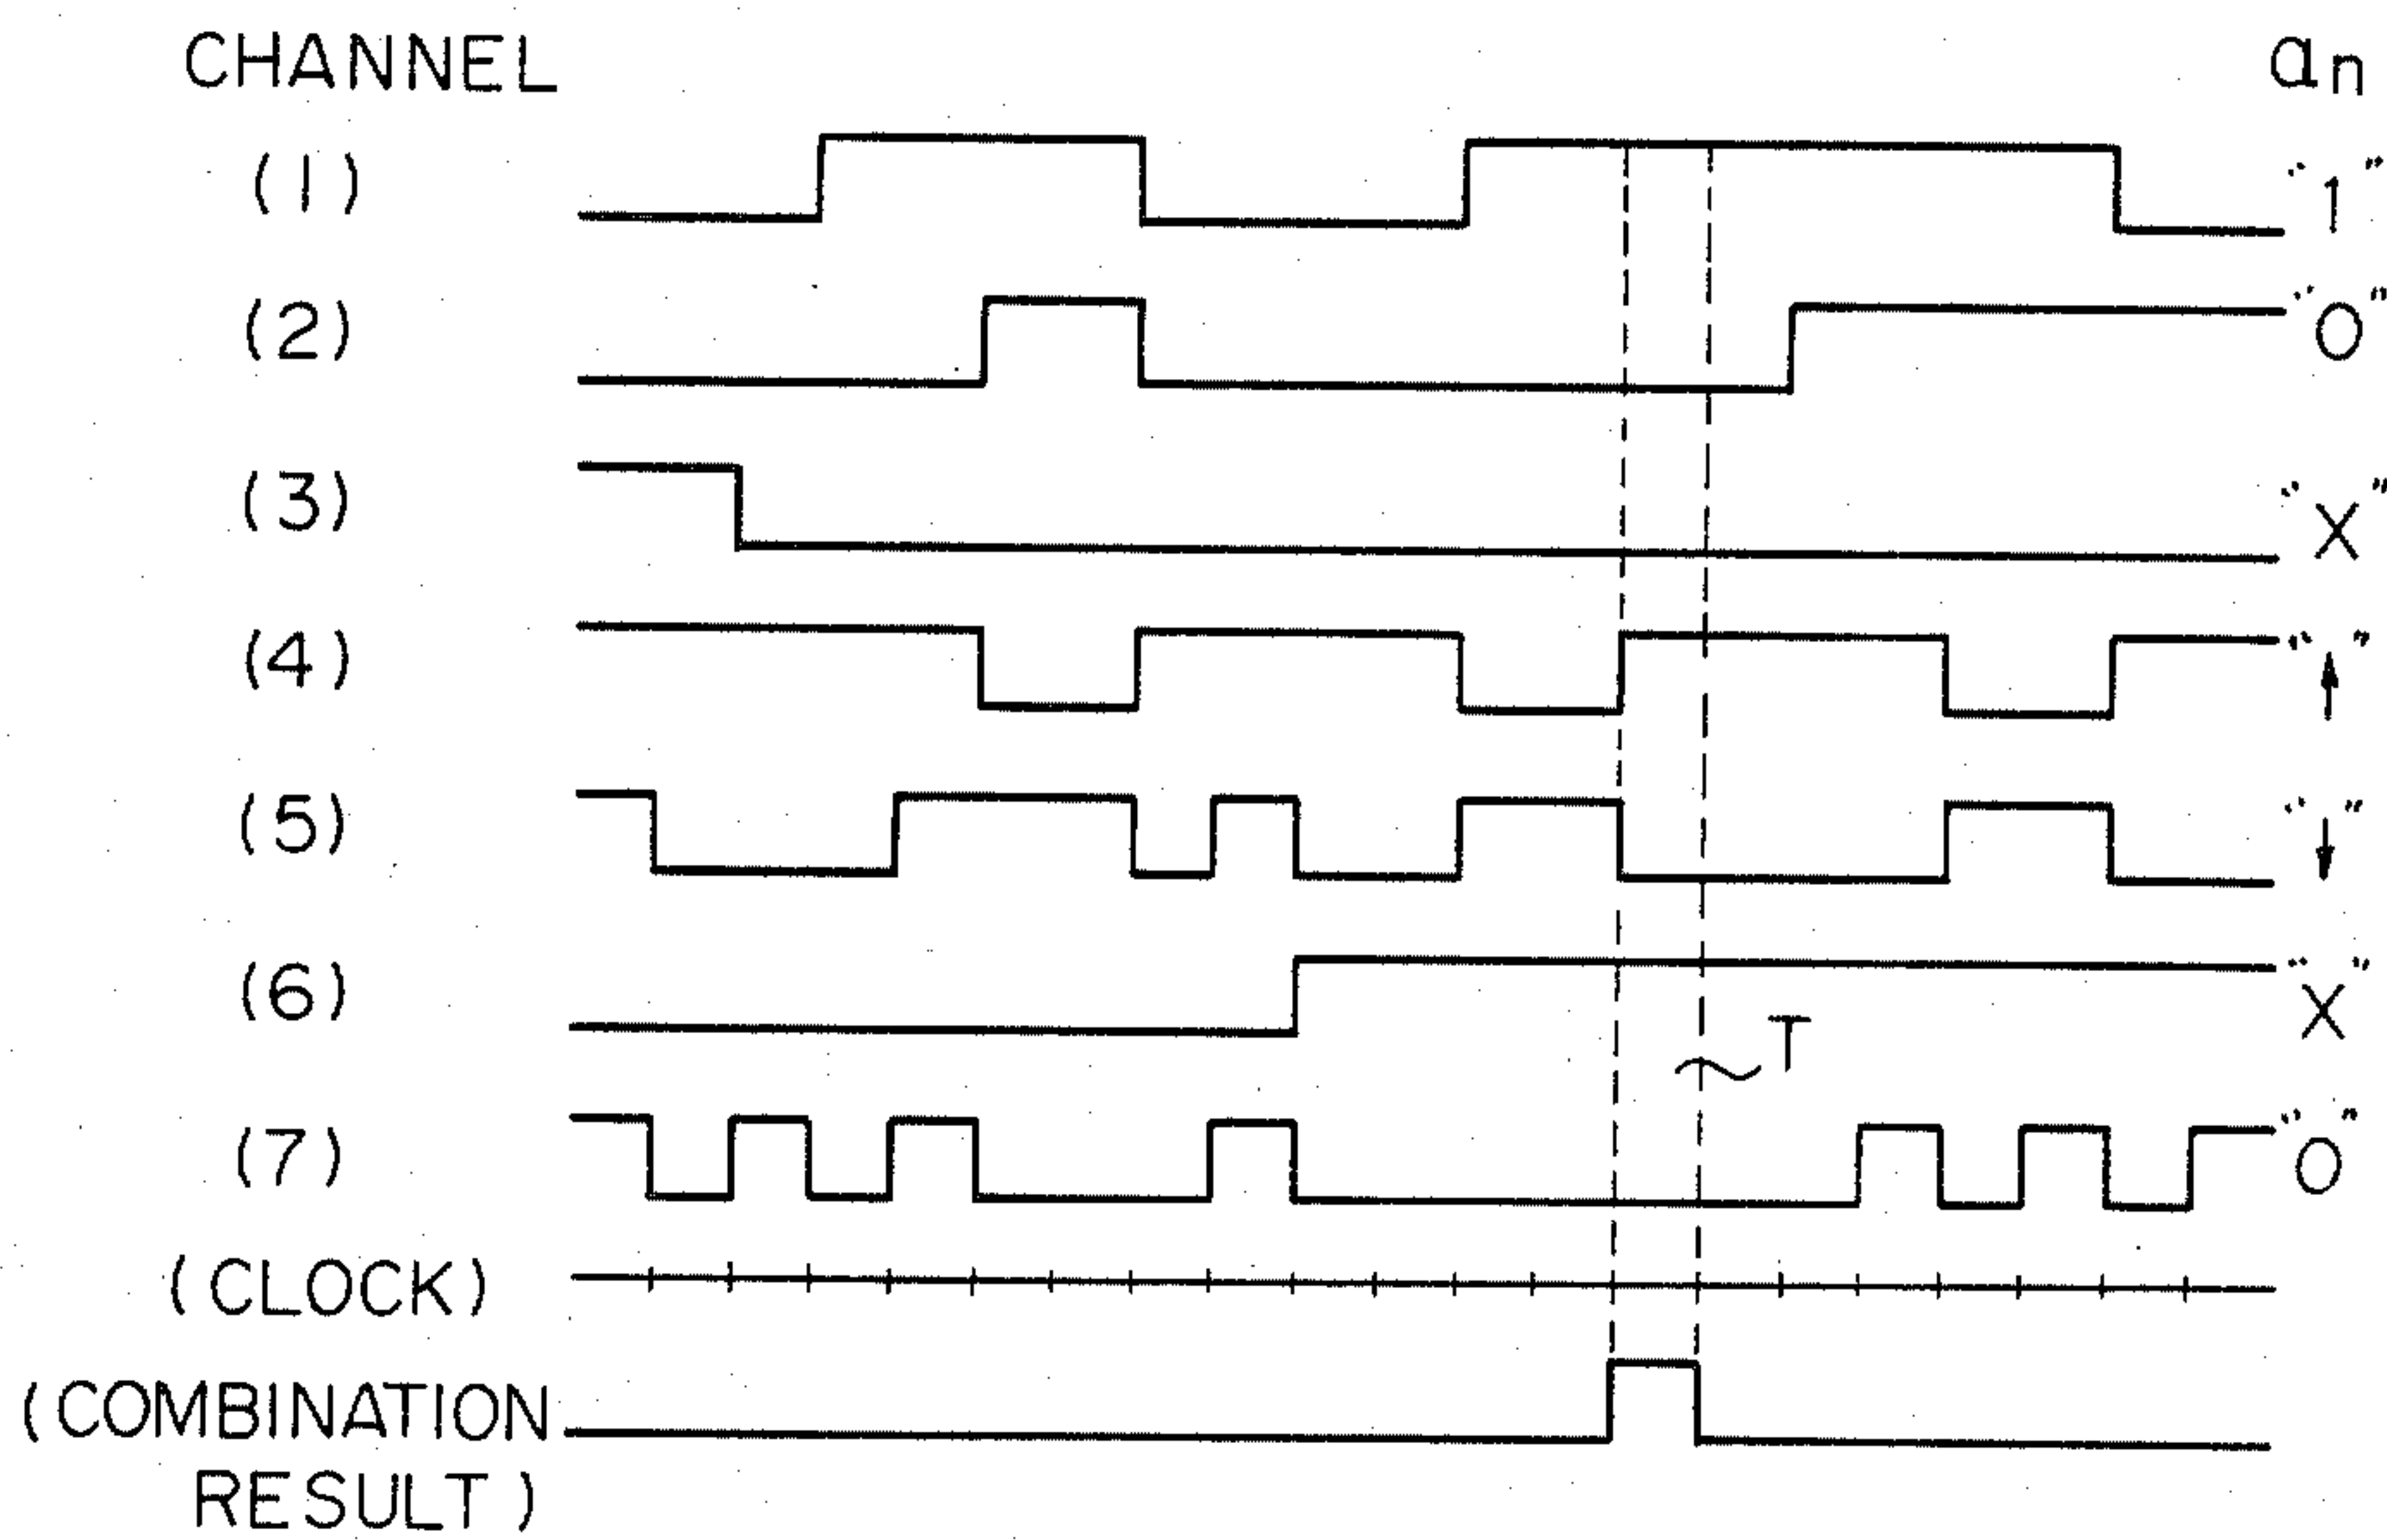 CHANNEL an
(1) "1"
(2) "0"
(3) "X"
(4) "↑"
(5) "↓"
(6) "X"
T
(7) "0"
(CLOCK)
(COMBINATION
RESULT)